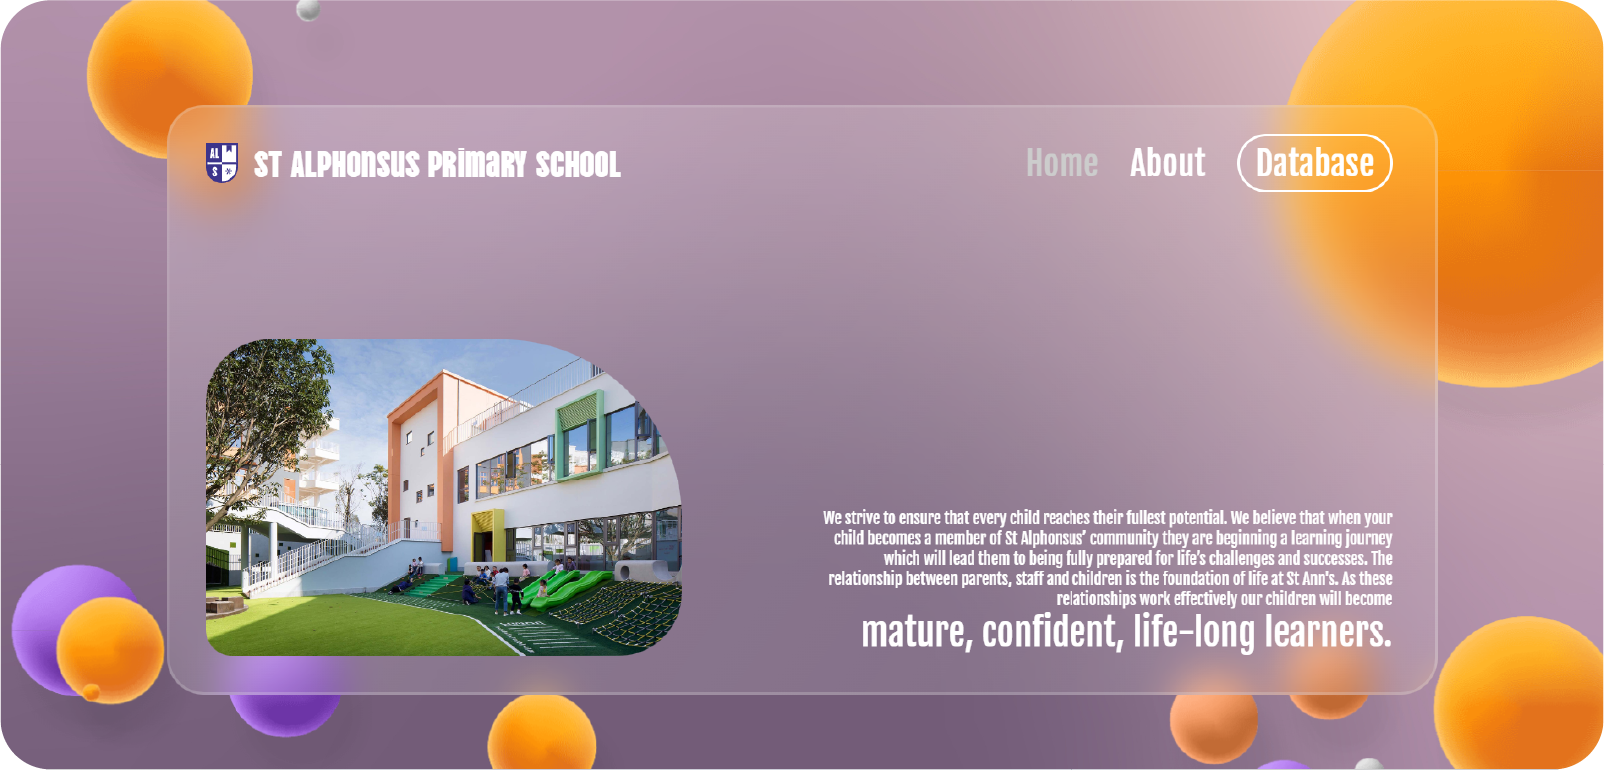 AL
S
ST ALPHONSUS PRIMARY SCHOOL
Home About Database
We strive to ensure that every child reaches their fullest potential. We believe that when your
child becomes a member of St Alphonsus’ community they are beginning a learning journey
which will lead them to being fully prepared for life’s challenges and successes. The
relationship between parents, staff and children is the foundation of life at St Ann's. As these
relationships work effectively our children will become
mature, confident, life-long learners.